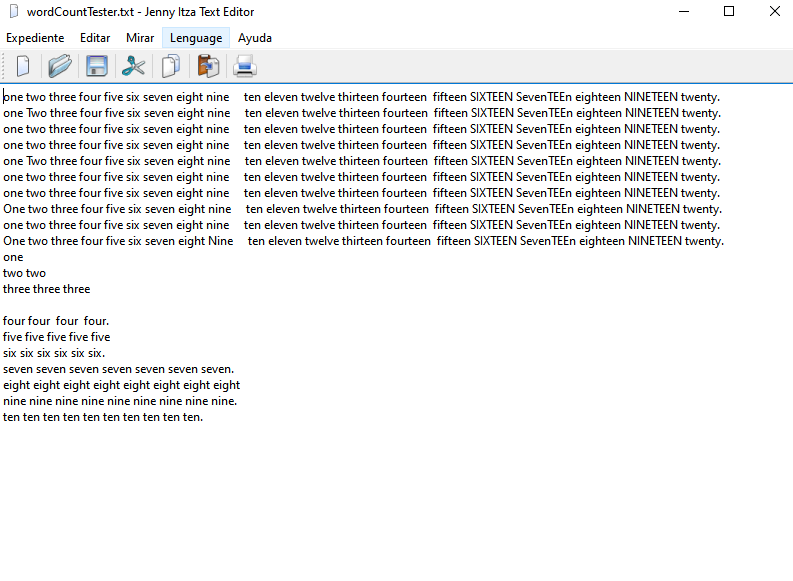 wordCountTester.txt - Jenny Itza Text Editor
Expediente Editar Mirar Lenguage Ayuda
one two three four five six seven eight nine     ten eleven twelve thirteen fourteen  fifteen SIXTEEN SevenTEEn eighteen NINETEEN twenty.
one Two three four five six seven eight nine     ten eleven twelve thirteen fourteen  fifteen SIXTEEN SevenTEEn eighteen NINETEEN twenty.
one two three four five six seven eight nine     ten eleven twelve thirteen fourteen  fifteen SIXTEEN SevenTEEn eighteen NINETEEN twenty.
one two three four five six seven eight nine     ten eleven twelve thirteen fourteen  fifteen SIXTEEN SevenTEEn eighteen NINETEEN twenty.
one Two three four five six seven eight nine     ten eleven twelve thirteen fourteen  fifteen SIXTEEN SevenTEEn eighteen NINETEEN twenty.
one two three four five six seven eight nine     ten eleven twelve thirteen fourteen  fifteen SIXTEEN SevenTEEn eighteen NINETEEN twenty.
one two three four five six seven eight nine     ten eleven twelve thirteen fourteen  fifteen SIXTEEN SevenTEEn eighteen NINETEEN twenty.
One two three four five six seven eight nine     ten eleven twelve thirteen fourteen  fifteen SIXTEEN SevenTEEn eighteen NINETEEN twenty.
one two three four five six seven eight nine     ten eleven twelve thirteen fourteen  fifteen SIXTEEN SevenTEEn eighteen NINETEEN twenty.
One two three four five six seven eight Nine     ten eleven twelve thirteen fourteen  fifteen SIXTEEN SevenTEEn eighteen NINETEEN twenty.
one
two two
three three three
four four  four  four.
five five five five five
six six six six six six.
seven seven seven seven seven seven seven.
eight eight eight eight eight eight eight eight
nine nine nine nine nine nine nine nine nine.
ten ten ten ten ten ten ten ten ten ten.